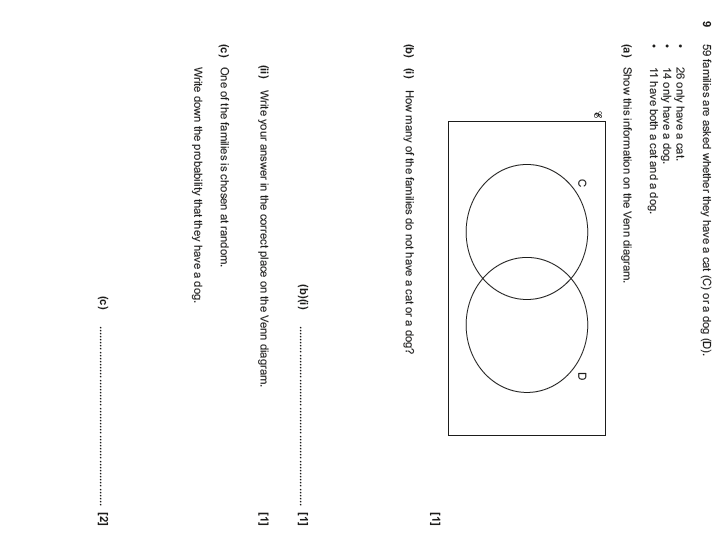 9 59 families are asked whether they have a cat (C) or a dog (D).
• 26 only have a cat.
• 14 only have a dog.
• 11 have both a cat and a dog.
(a) Show this information on the Venn diagram.
ℰ
C D
[1]
(b) (i) How many of the families do not have a cat or a dog?
(b)(i) ........................................................ [1]
(ii) Write your answer in the correct place on the Venn diagram. [1]
(c) One of the families is chosen at random.
Write down the probability that they have a dog.
(c) ........................................................ [2]